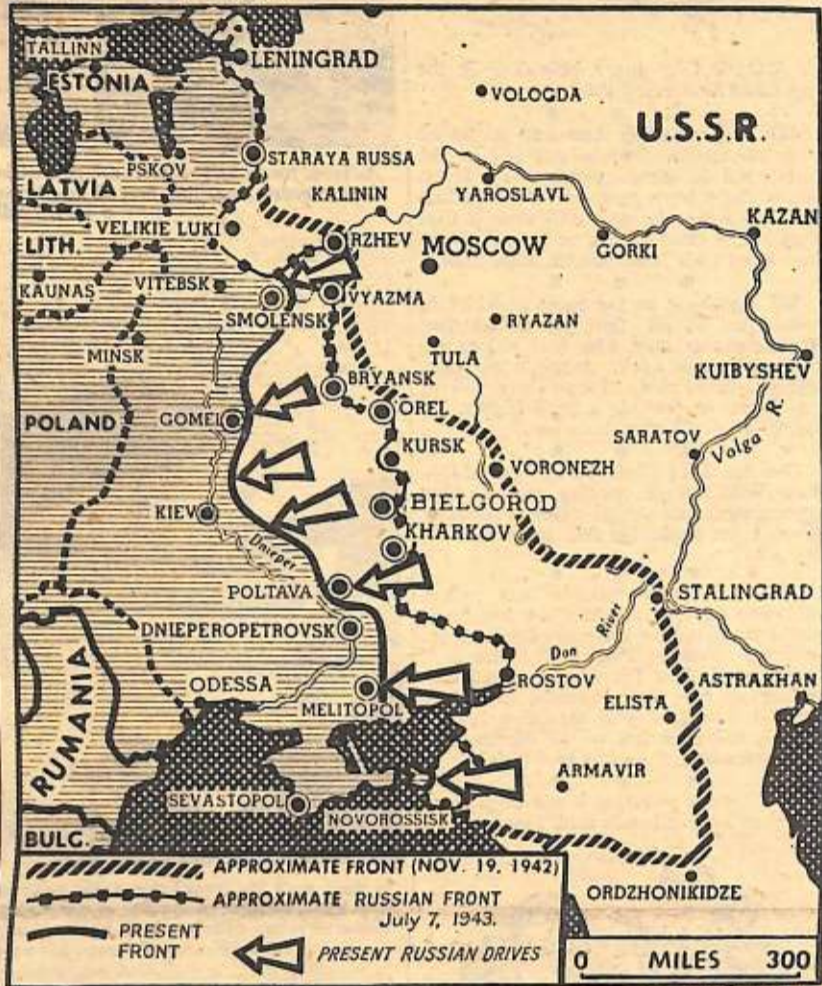 TALLINN
LENINGRAD
ESTONIA
VOLOGDA
U.S.S.R.
STARAYA RUSSA
PSKOV
LATVIA
KALININ
YAROSLAVL
KAZAN
VELIKIE LUKI
RZHEV
GORKI
LITH.
MOSCOW
KAUNAS
VITEBSK
VYAZMA
SMOLENSK
RYAZAN
MINSK
TULA
KUIBYSHEV
BRYANSK
POLAND
GOMEL
OREL
SARATOV
Volga R.
KURSK
VORONEZH
KIEV
BIELGOROD
Dnieper
KHARKOV
POLTAVA
STALINGRAD
DNIEPEROPETROVSK
Don River
ODESSA
ROSTOV
ASTRAKHAN
MELITOPOL
ELISTA
RUMANIA
ARMAVIR
SEVASTOPOL
NOVOROSSISK
BULG.
ORDZHONIKIDZE
APPROXIMATE FRONT (NOV. 19, 1942)
APPROXIMATE RUSSIAN FRONT
July 7, 1943.
PRESENT
FRONT
PRESENT RUSSIAN DRIVES
0 MILES 300